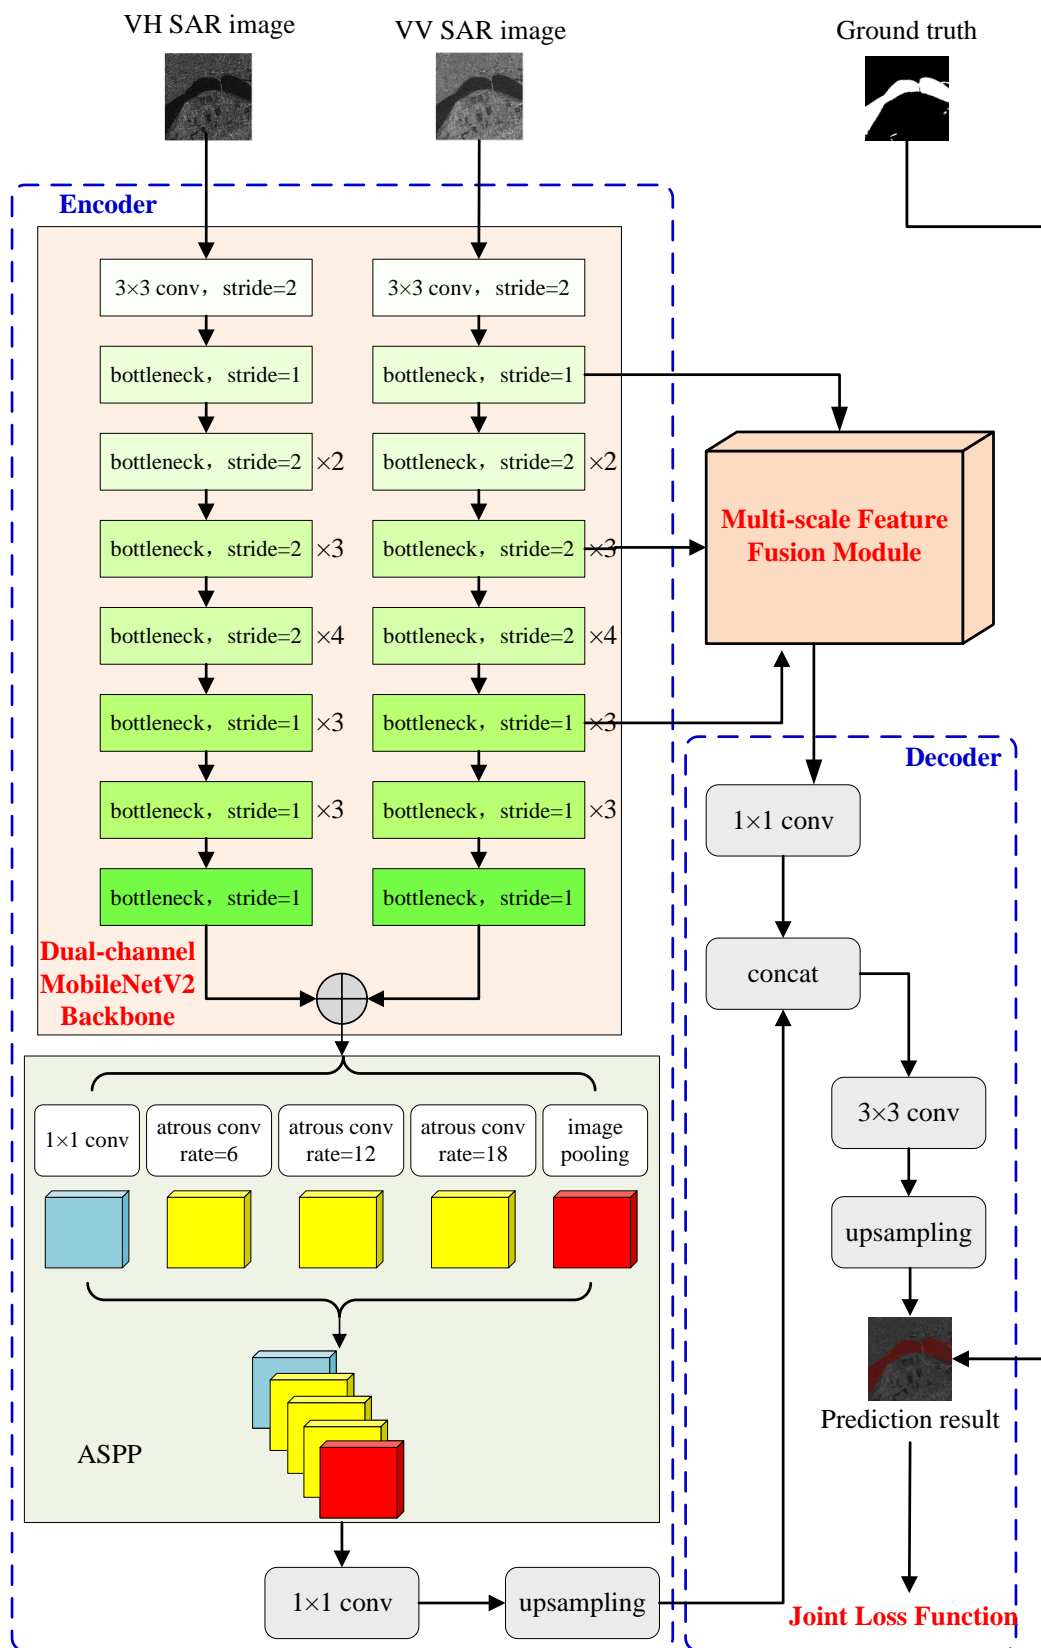 VH SAR image
VV SAR image
Ground truth
Encoder
3×3 conv，stride=2
3×3 conv，stride=2
bottleneck，stride=1
bottleneck，stride=1
bottleneck，stride=2 ×2
bottleneck，stride=2 ×2
bottleneck，stride=2 ×3
bottleneck，stride=2 ×3
bottleneck，stride=2 ×4
bottleneck，stride=2 ×4
bottleneck，stride=1 ×3
bottleneck，stride=1 ×3
bottleneck，stride=1 ×3
bottleneck，stride=1 ×3
bottleneck，stride=1
bottleneck，stride=1
Dual-channel
MobileNetV2
Backbone
Multi-scale Feature
Fusion Module
1×1 conv
atrous conv
rate=6
atrous conv
rate=12
atrous conv
rate=18
image
pooling
ASPP
1×1 conv
upsampling
Decoder
1×1 conv
concat
3×3 conv
upsampling
Prediction result
Joint Loss Function